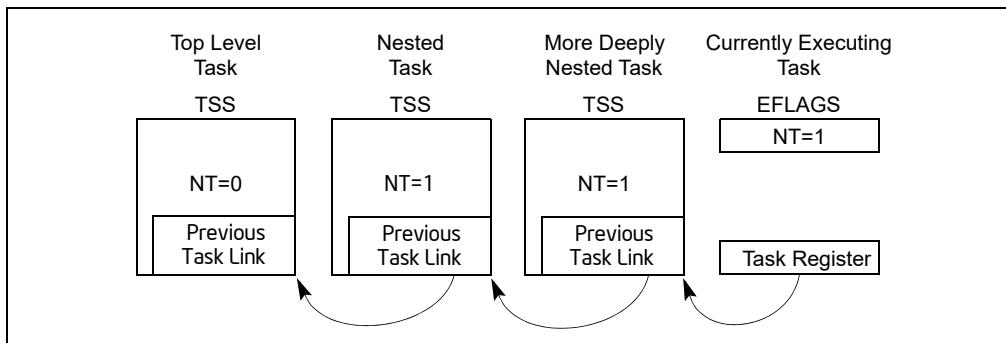 Top Level
Task
Nested
Task
More Deeply
Nested Task
Currently Executing
Task
TSS
TSS
TSS
EFLAGS
NT=1
NT=0
NT=1
NT=1
Previous
Task Link
Previous
Task Link
Previous
Task Link
Task Register